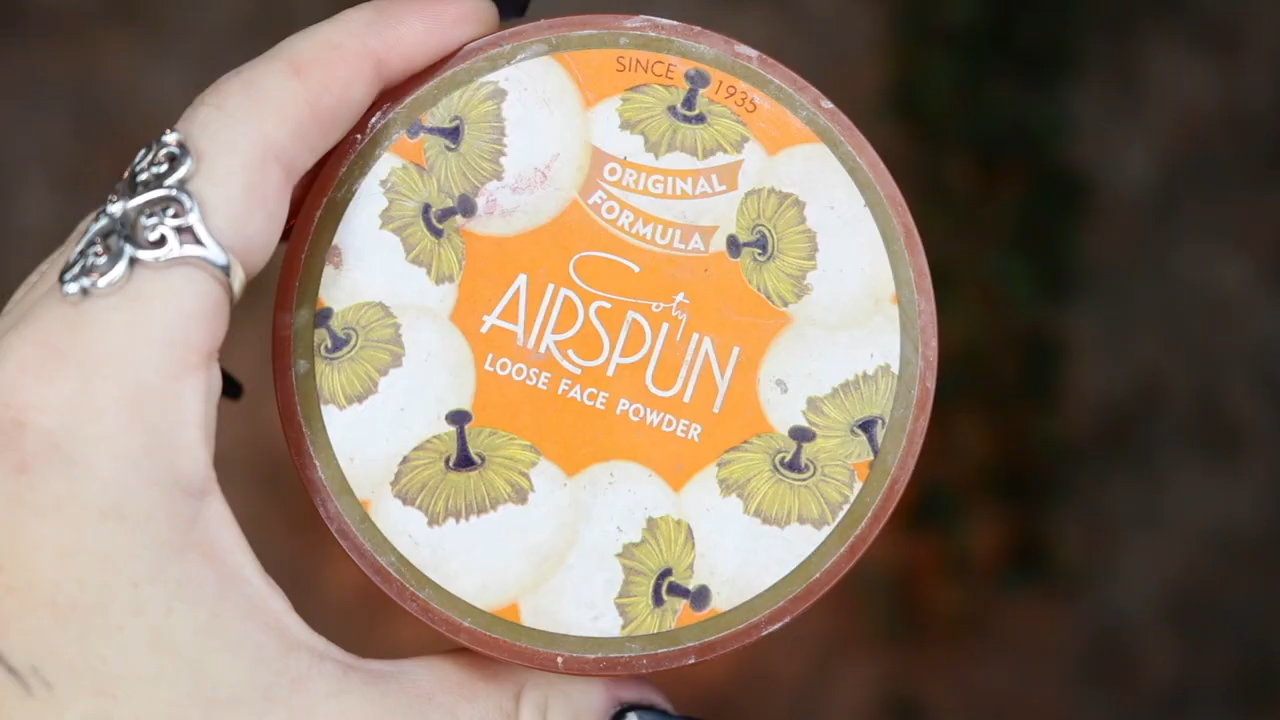 SINCE 1935
ORIGINAL
FORMULA
Coty
AIRSPUN
LOOSE FACE POWDER